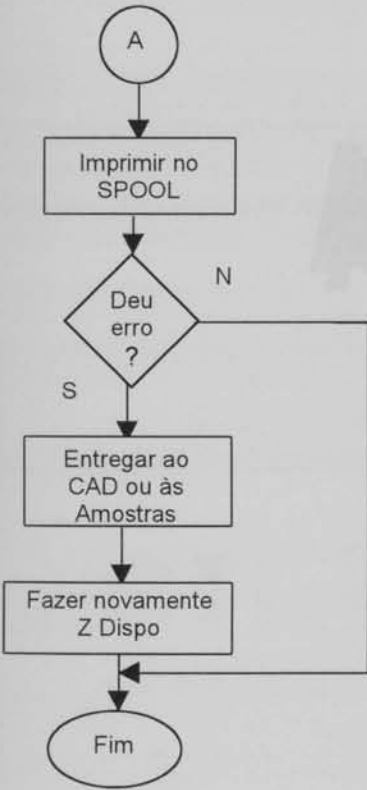 A
Imprimir no
SPOOL
Deu
erro
?
N
S
Entregar ao
CAD ou às
Amostras
Fazer novamente
Z Dispo
Fim